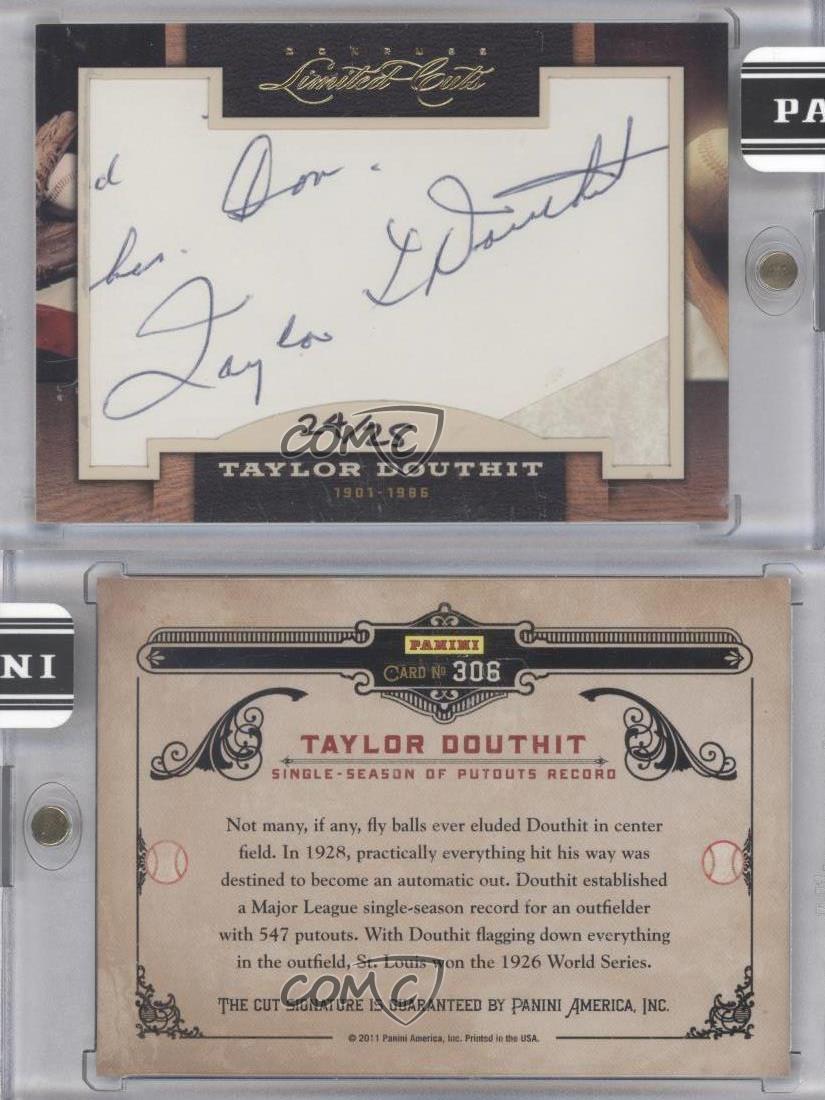 DONRUSS
Limited Cuts
PA
d Don.
her.
Taylor L Douthit
24/28
COMC
TAYLOR DOUTHIT
1901-1986
NI
PANINI
CARD No 306
TAYLOR DOUTHIT
SINGLE-SEASON OF PUTOUTS RECORD
Not many, if any, fly balls ever eluded Douthit in center
field. In 1928, practically everything hit his way was
destined to become an automatic out. Douthit established
a Major League single-season record for an outfielder
with 547 putouts. With Douthit flagging down everything
in the outfield, St. Louis won the 1926 World Series.
COMC
THE CUT SIGNATURE IS GUARANTEED BY PANINI AMERICA, INC.
© 2011 Panini America, Inc. Printed in the USA.